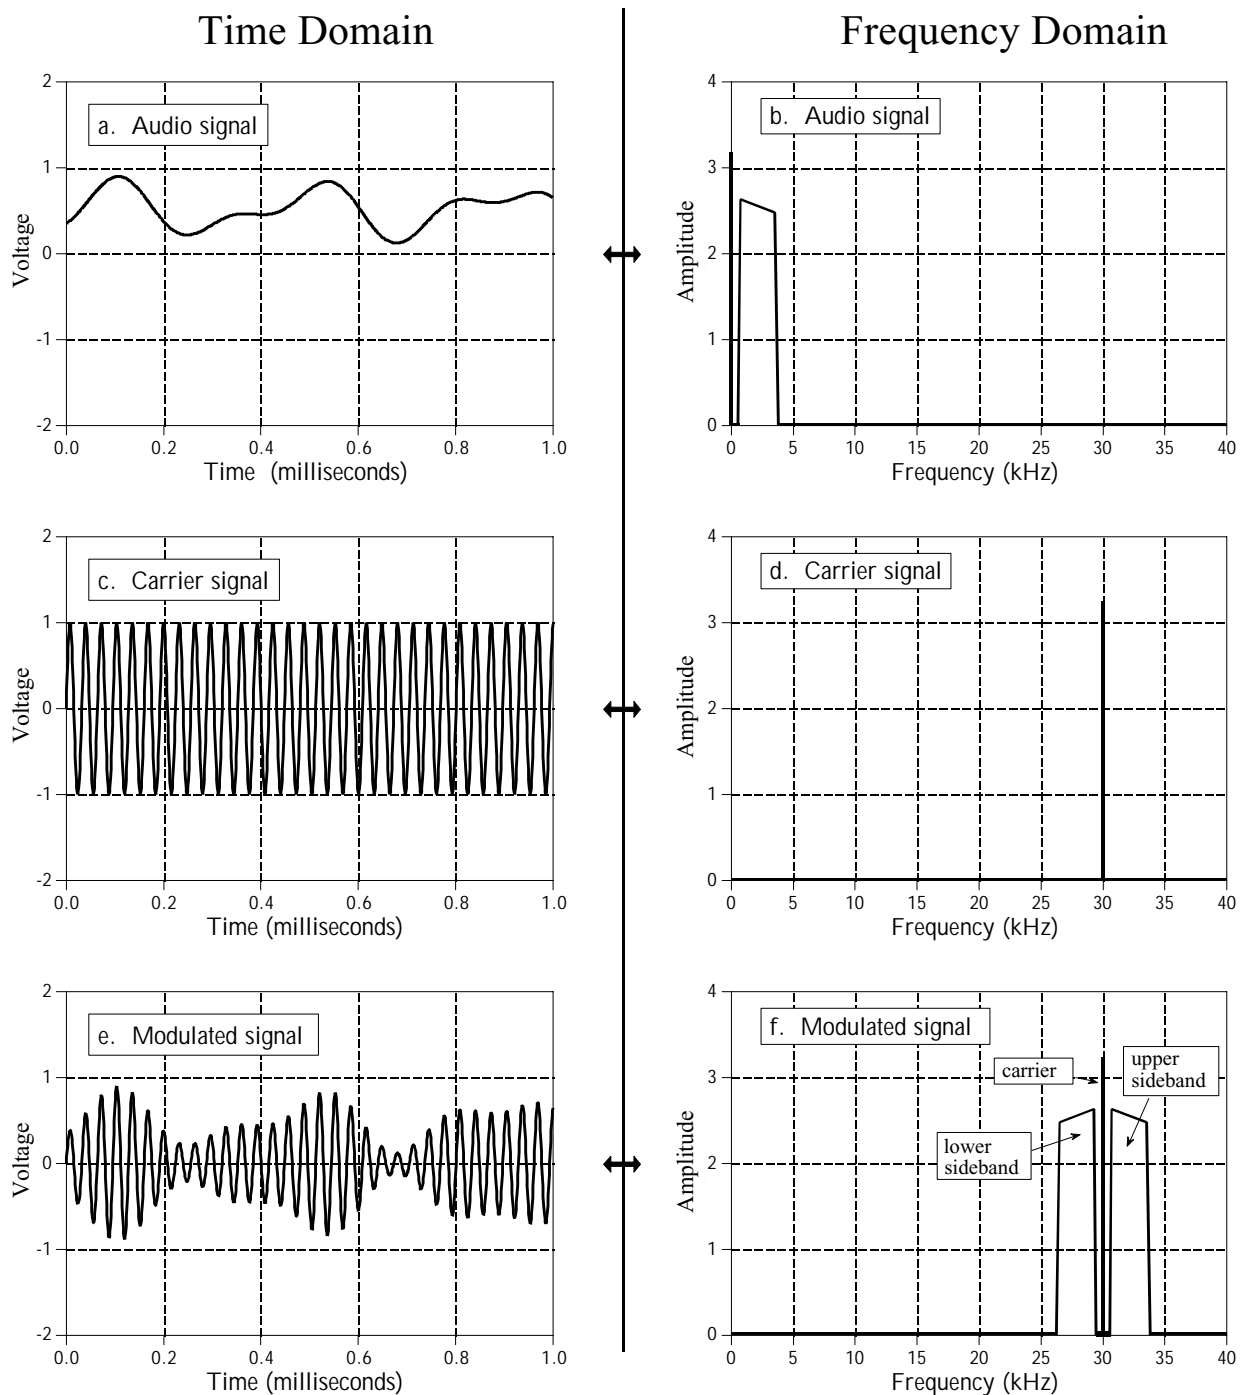 Time Domain
Frequency Domain
a. Audio signal
Voltage
2
1
0
-1
-2
0.0 0.2 0.4 0.6 0.8 1.0
Time (milliseconds)
b. Audio signal
Amplitude
4
3
2
1
0
0 5 10 15 20 25 30 35 40
Frequency (kHz)
c. Carrier signal
Voltage
2
1
0
-1
-2
0.0 0.2 0.4 0.6 0.8 1.0
Time (milliseconds)
d. Carrier signal
Amplitude
4
3
2
1
0
0 5 10 15 20 25 30 35 40
Frequency (kHz)
e. Modulated signal
Voltage
2
1
0
-1
-2
0.0 0.2 0.4 0.6 0.8 1.0
Time (milliseconds)
f. Modulated signal
carrier
upper
sideband
lower
sideband
Amplitude
4
3
2
1
0
0 5 10 15 20 25 30 35 40
Frequency (kHz)